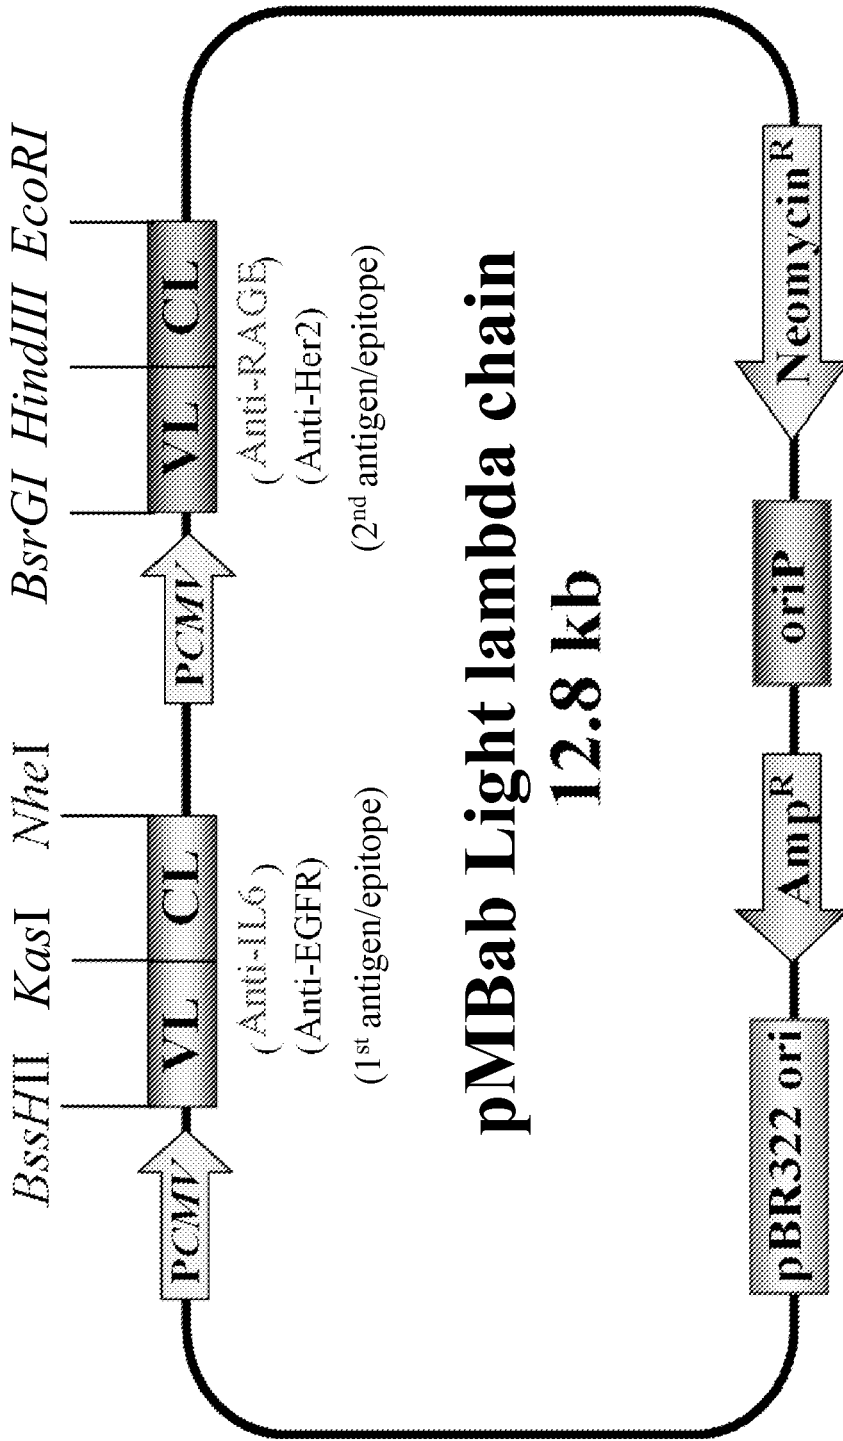 BssHII KasI NheI BsrGI HindIII EcoRI
PCMV VL CL PCMV VL CL
(Anti-IL6) (Anti-RAGE)
(Anti-EGFR) (Anti-Her2)
(1st antigen/epitope) (2nd antigen/epitope)
pMBab Light lambda chain
12.8 kb
pBR322 ori AmpR oriP NeomycinR